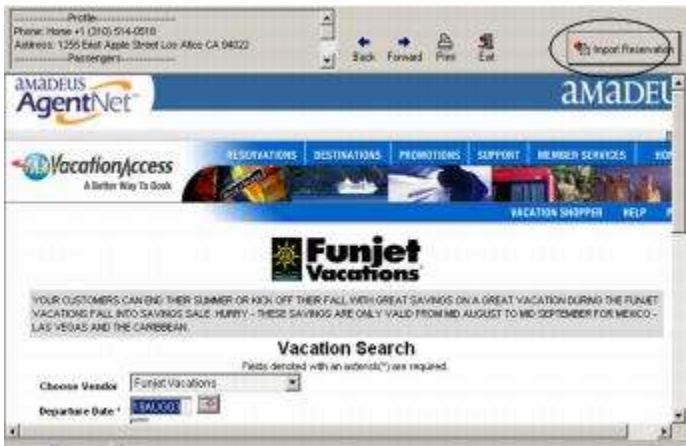 Profile
Phone: Home +1 (310) 514-0518
Address: 1256 East Apple Street Los Altos CA 94022
Passengers
Back Forward Print Exit
Import Reservation
AMADEUS
AgentNet
AMADEU
VacationAccess
A Better Way To Book
RESERVATIONS DESTINATIONS PROMOTIONS SUPPORT MEMBER SERVICES HO
VACATION SHOPPER HELP
Funjet
Vacations
YOUR CUSTOMERS CAN END THEIR SUMMER OR KICK OFF THEIR FALL WITH GREAT SAVINGS ON A GREAT VACATION DURING THE FUNJET
VACATIONS FALL INTO SAVINGS SALE. HURRY - THESE SAVINGS ARE ONLY VALID FROM MID AUGUST TO MID SEPTEMBER FOR MEXICO -
LAS VEGAS AND THE CARIBBEAN.
Vacation Search
Fields denoted with an asterisk(*) are required.
Choose Vendor Funjet Vacations
Departure Date * 18AUG03